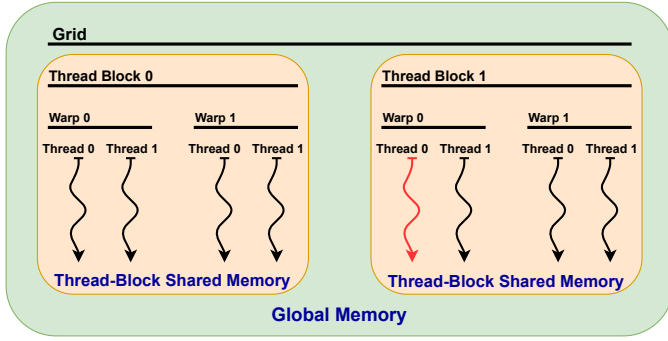 Grid
Thread Block 0
Warp 0
Warp 1
Thread 0
Thread 1
Thread 0
Thread 1
Thread-Block Shared Memory
Thread Block 1
Warp 0
Warp 1
Thread 0
Thread 1
Thread 0
Thread 1
Thread-Block Shared Memory
Global Memory